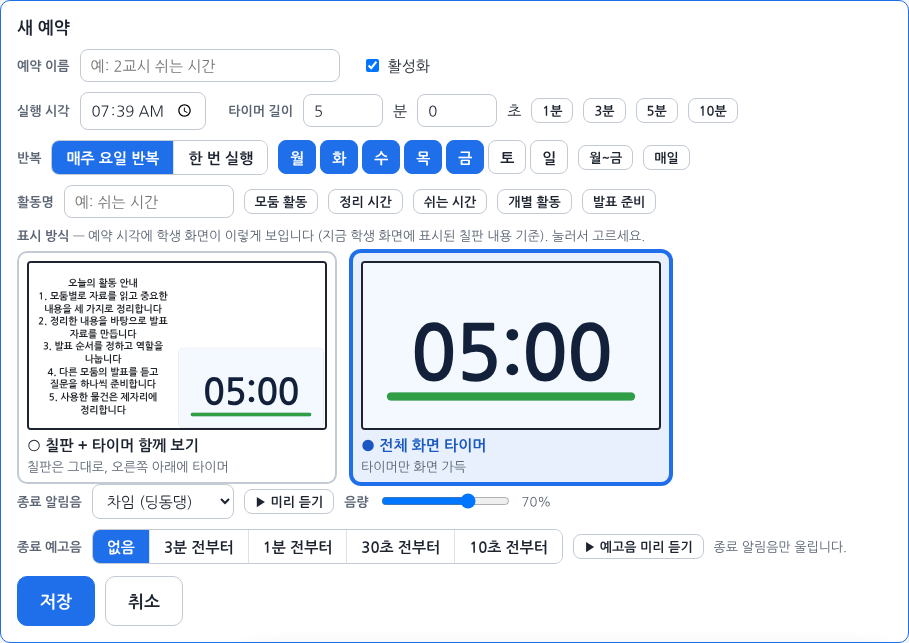 새 예약
예약 이름 예: 2교시 쉬는 시간 활성화
실행 시각 07:39 AM 타이머 길이 5 분 0 초 1분 3분 5분 10분
반복 매주 요일 반복 한 번 실행 월 화 수 목 금 토 일 월~금 매일
활동명 예: 쉬는 시간 모둠 활동 정리 시간 쉬는 시간 개별 활동 발표 준비
표시 방식 — 예약 시각에 학생 화면이 이렇게 보입니다 (지금 학생 화면에 표시된 칠판 내용 기준). 눌러서 고르세요.
오늘의 활동 안내
1. 모둠별로 자료를 읽고 중요한
내용을 세 가지로 정리합니다
2. 정리한 내용을 바탕으로 발표
자료를 만듭니다
3. 발표 순서를 정하고 역할을
나눕니다
4. 다른 모둠의 발표를 듣고
질문을 하나씩 준비합니다
5. 사용한 물건은 제자리에
정리합니다
05:00
○ 칠판 + 타이머 함께 보기
칠판은 그대로, 오른쪽 아래에 타이머
05:00
● 전체 화면 타이머
타이머만 화면 가득
종료 알림음 차임 (딩동댕) ▶ 미리 듣기 음량 70%
종료 예고음 없음 3분 전부터 1분 전부터 30초 전부터 10초 전부터 ▶ 예고음 미리 듣기 종료 알림음만 울립니다.
저장 취소